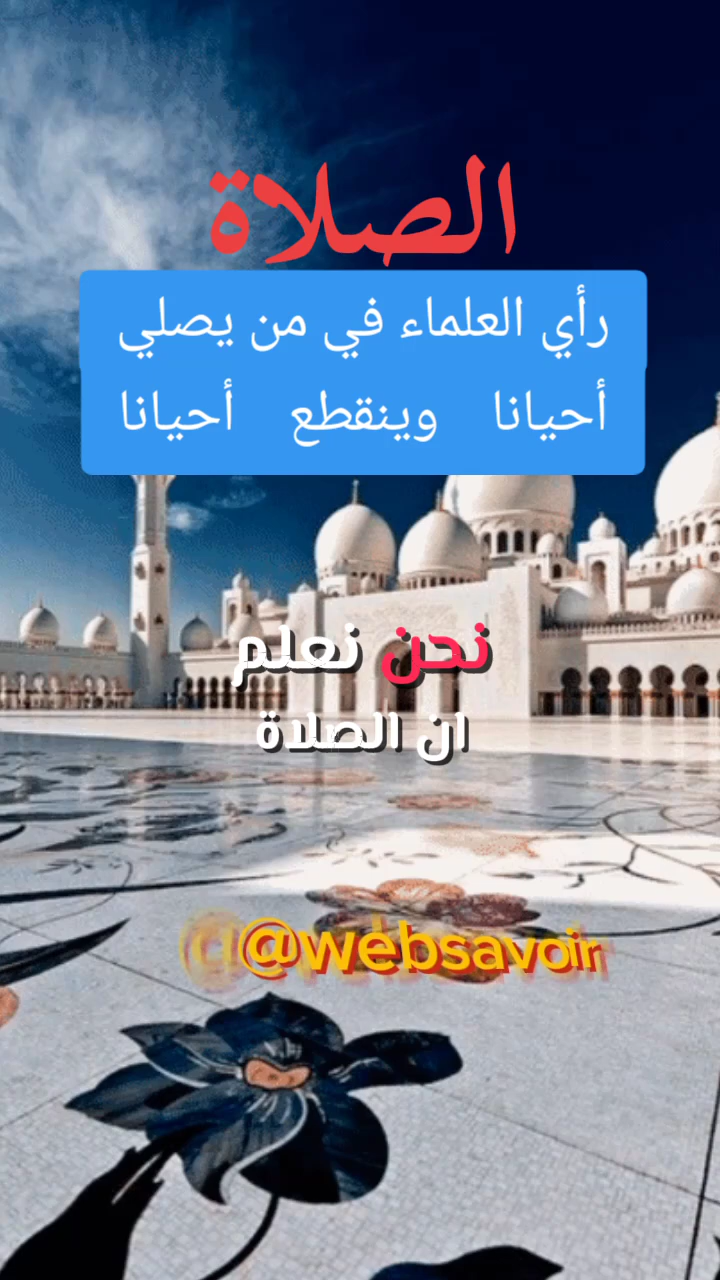 الصلاة
رأي العلماء في من يصلي
أحيانا وينقطع أحيانا
نحن نعلم
ان الصلاة
@websavoir